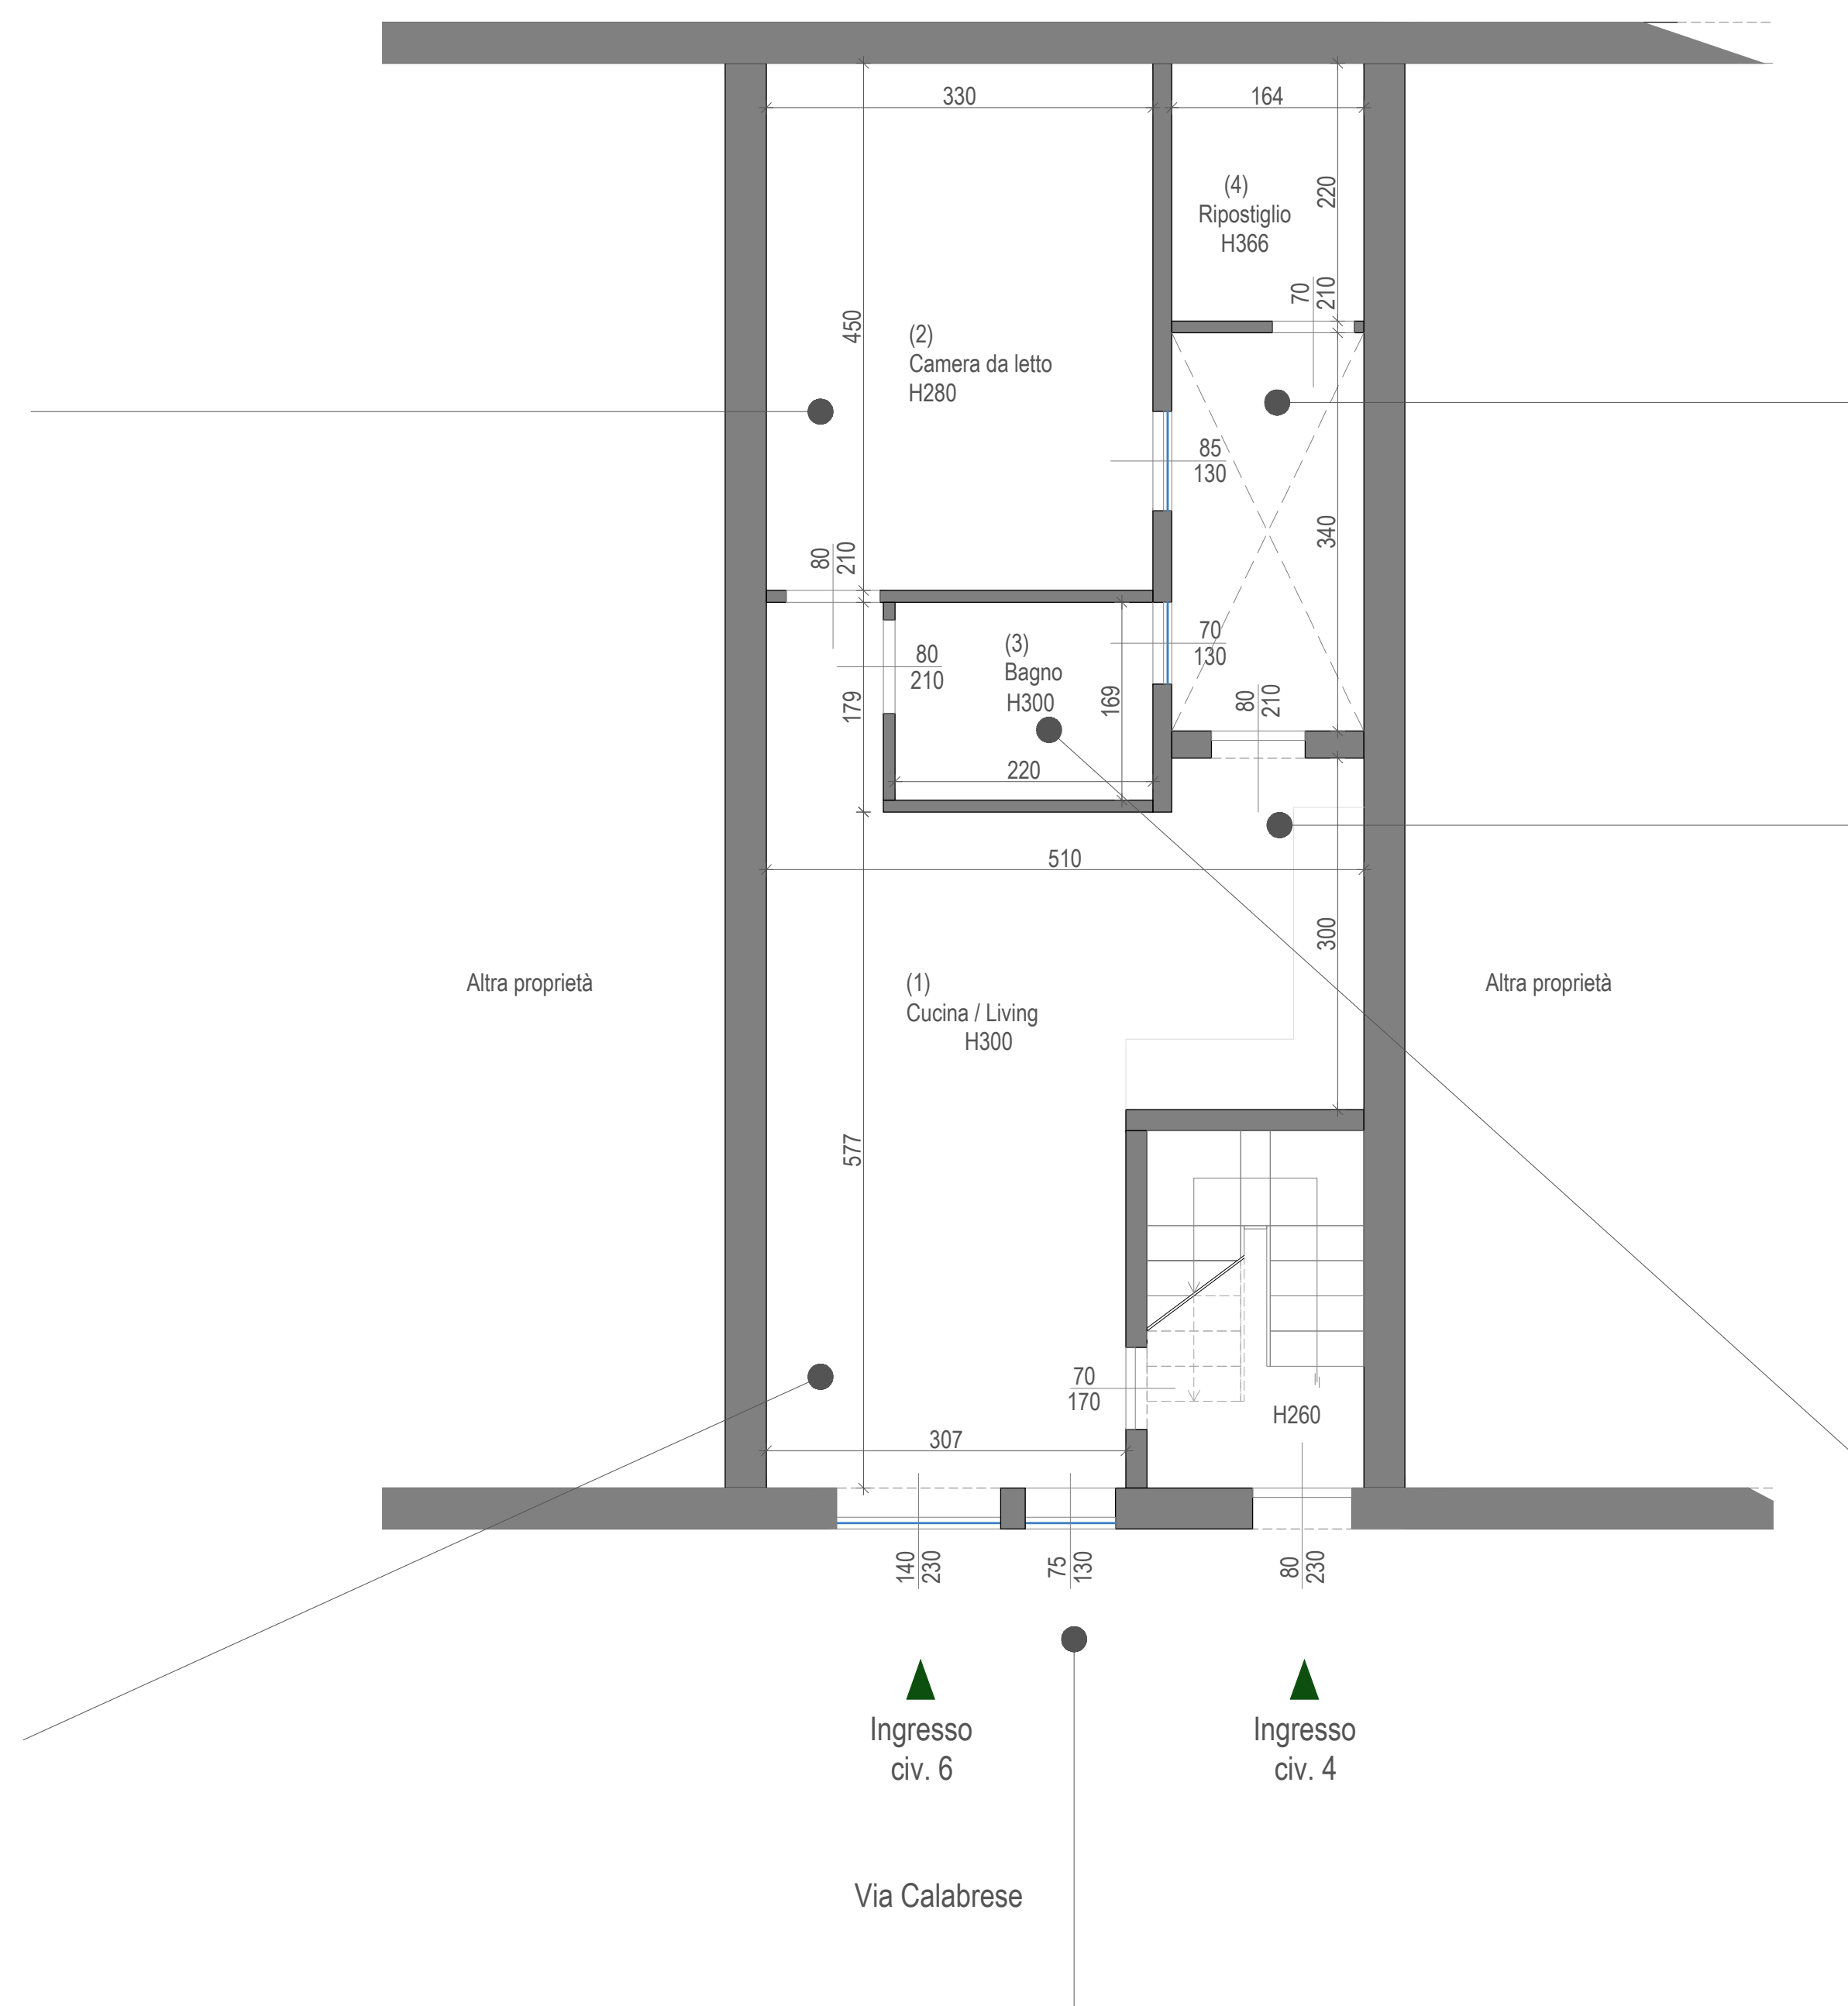 330
164
220
(4)
Ripostiglio
H366
70
210
450
(2)
Camera da letto
H280
85
130
340
80
210
(3)
Bagno
H300
70
130
80
210
179
169
80
210
220
510
300
Altra proprietà
(1)
Cucina / Living
H300
Altra proprietà
577
70
170
H260
307
140
230
75
130
80
230
Ingresso
civ. 6
Ingresso
civ. 4
Via Calabrese